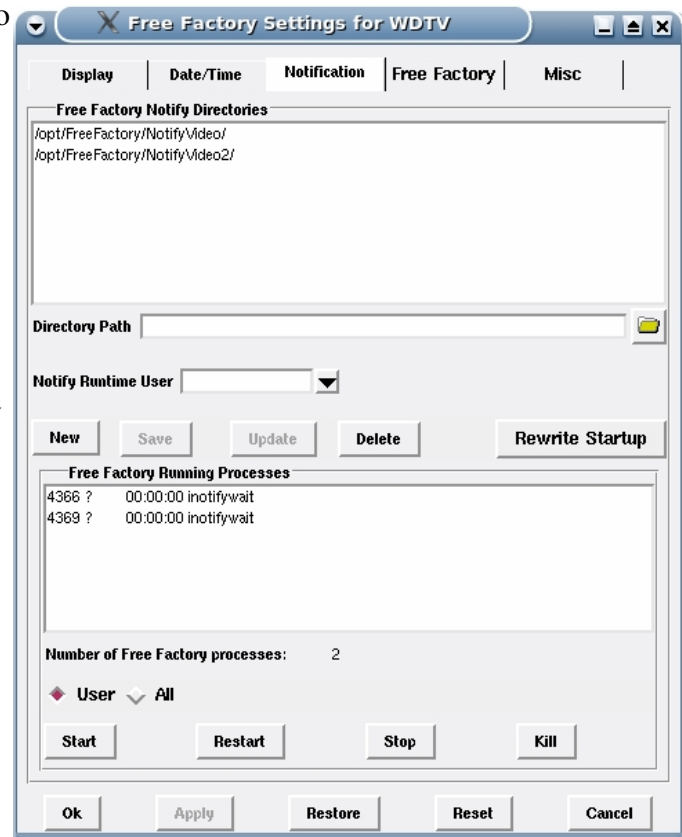 o
Free Factory Settings for WDTV
Display Date/Time Notification Free Factory Misc
Free Factory Notify Directories
/opt/FreeFactory/NotifyVideo/
/opt/FreeFactory/NotifyVideo2/
Directory Path
Notify Runtime User
New Save Update Delete Rewrite Startup
Free Factory Running Processes
4366 ? 00:00:00 inotifywait
4369 ? 00:00:00 inotifywait
Number of Free Factory processes: 2
User All
Start Restart Stop Kill
Ok Apply Restore Reset Cancel